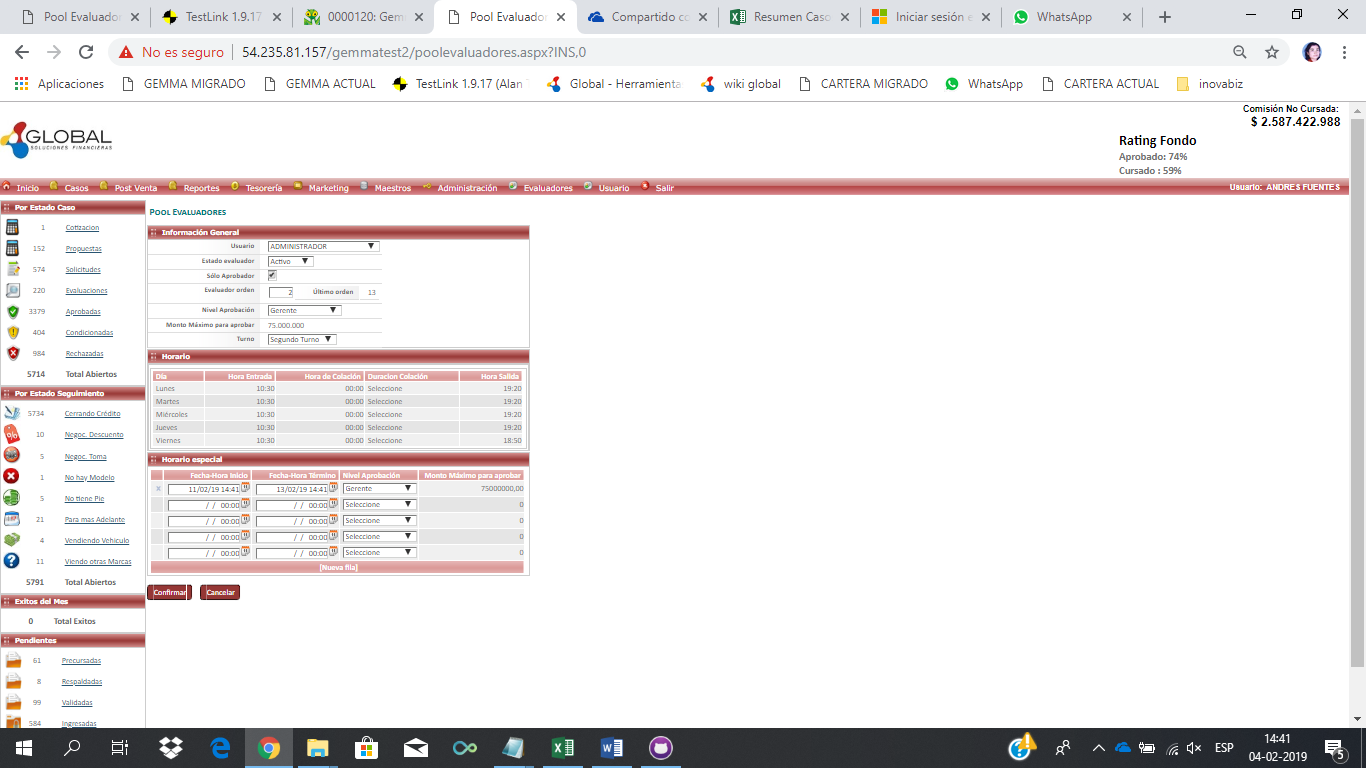 Pool Evaluador
TestLink 1.9.17
0000120: Gem
Pool Evaluador
Compartido co
Resumen Caso
Iniciar sesión e
WhatsApp
No es seguro
54.235.81.157/gemmatest2/poolevaluadores.aspx?INS,0
Aplicaciones
GEMMA MIGRADO
GEMMA ACTUAL
TestLink 1.9.17 (Alan
Global - Herramienta
wiki global
CARTERA MIGRADO
WhatsApp
CARTERA ACTUAL
inovabiz
Comisión No Cursada:
$ 2.587.422.988
GLOBAL
SOLUCIONES FINANCIERAS
Rating Fondo
Aprobado: 74%
Cursado : 59%
Inicio Casos Post Venta Reportes Tesorería Marketing Maestros Administración Evaluadores Usuario Salir Usuario: ANDRES FUENTES
Por Estado Caso
1 Cotizacion
152 Propuestas
574 Solicitudes
220 Evaluaciones
3379 Aprobadas
404 Condicionadas
984 Rechazadas
5714 Total Abiertos
Por Estado Seguimiento
5734 Cerrando Crédito
10 Negoc. Descuento
5 Negoc. Toma
1 No hay Modelo
5 No tiene Pie
21 Para mas Adelante
4 Vendiendo Vehiculo
11 Viendo otras Marcas
5791 Total Abiertos
Exitos del Mes
0 Total Exitos
Pendientes
61 Precursadas
8 Respaldadas
99 Validadas
584 Ingresadas
POOL EVALUADORES
Información General
Usuario ADMINISTRADOR
Estado evaluador Activo
Sólo Aprobador
Evaluador orden 2 Último orden 13
Nivel Aprobación Gerente
Monto Máximo para aprobar 75.000.000
Turno Segundo Turno
Horario
Día Hora Entrada Hora de Colación Duracion Colación Hora Salida
Lunes 10:30 00:00 Seleccione 19:20
Martes 10:30 00:00 Seleccione 19:20
Miércoles 10:30 00:00 Seleccione 19:20
Jueves 10:30 00:00 Seleccione 19:20
Viernes 10:30 00:00 Seleccione 18:50
Horario especial
Fecha-Hora Inicio Fecha-Hora Término Nivel Aprobación Monto Máximo para aprobar
x 11/02/19 14:41 13/02/19 14:41 Gerente 75000000,00
/ / 00:00 / / 00:00 Seleccione 0
/ / 00:00 / / 00:00 Seleccione 0
/ / 00:00 / / 00:00 Seleccione 0
/ / 00:00 / / 00:00 Seleccione 0
[Nueva fila]
Confirmar Cancelar
ESP
14:41
04-02-2019
5